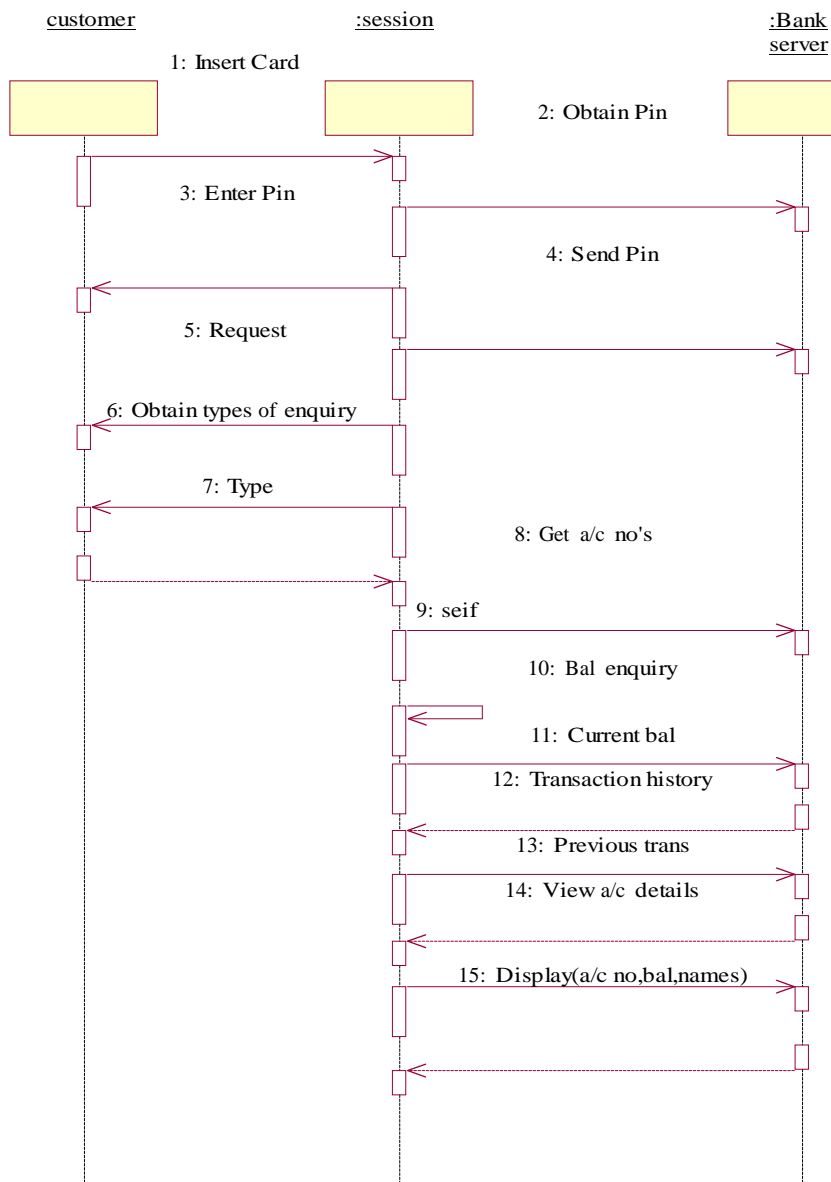 customer
:session
:Bank
server
1: Insert Card
2: Obtain Pin
3: Enter Pin
4: Send Pin
5: Request
6: Obtain types of enquiry
7: Type
8: Get a/c no's
9: seif
10: Bal enquiry
11: Current bal
12: Transaction history
13: Previous trans
14: View a/c details
15: Display(a/c no,bal,names)